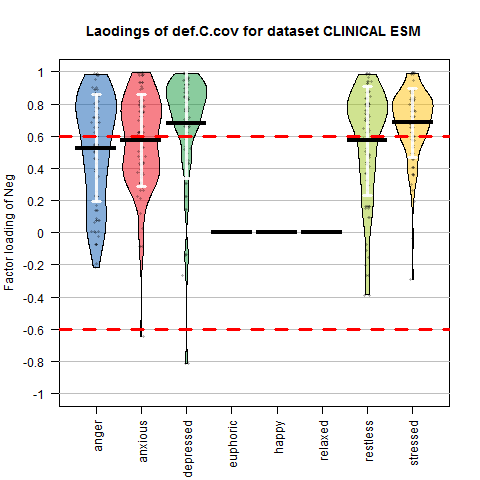 Laodings of def.C.cov for dataset CLINICAL ESM
Factor loading of Neg
1
0.8
0.6
0.4
0.2
0
-0.2
-0.4
-0.6
-0.8
-1
anger
anxious
depressed
euphoric
happy
relaxed
restless
stressed